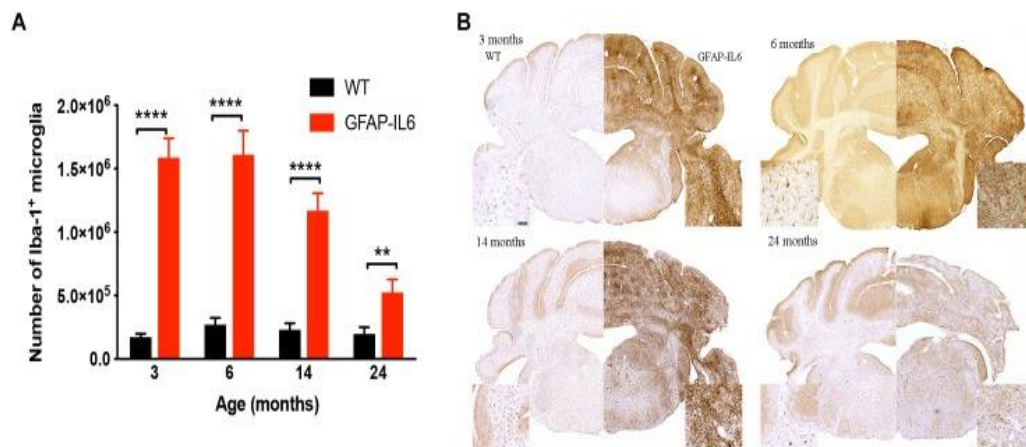 A
Number of Iba-1⁺ microglia
2.0×10⁶
1.5×10⁶
1.0×10⁶
5.0×10⁵
0.0
****
****
****
**
WT
GFAP-IL6
3 6 14 24
Age (months)
B
3 months
WT
GFAP-IL6
6 months
14 months
24 months